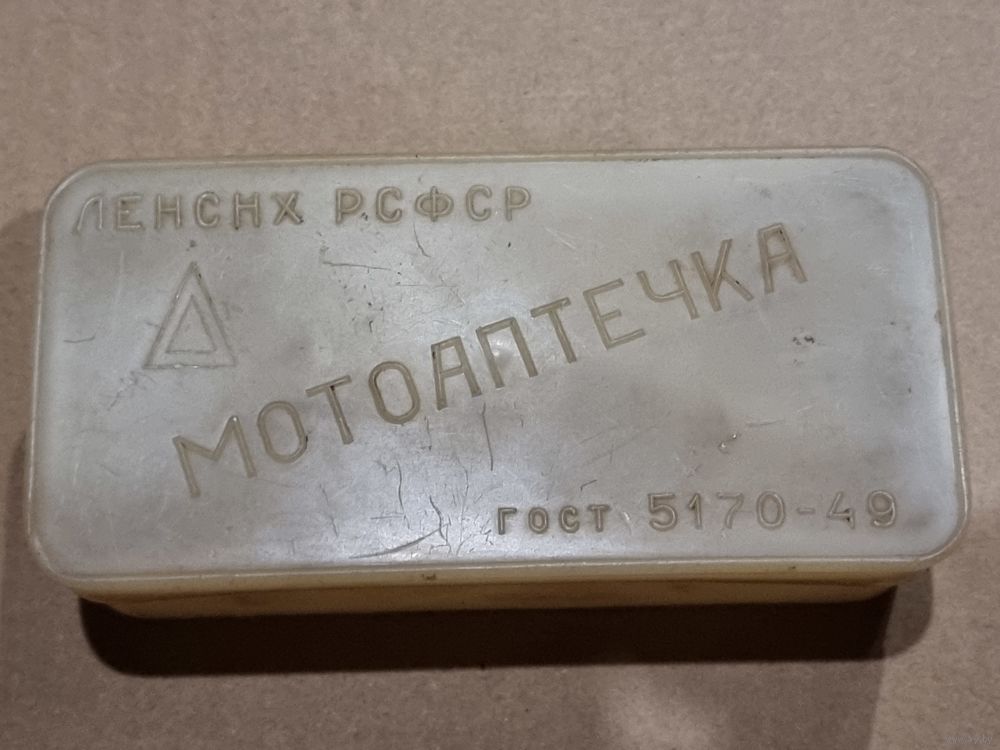 ЛЕНСНХ РСФСР
МОТОАПТЕЧКА
ГОСТ 5170-49